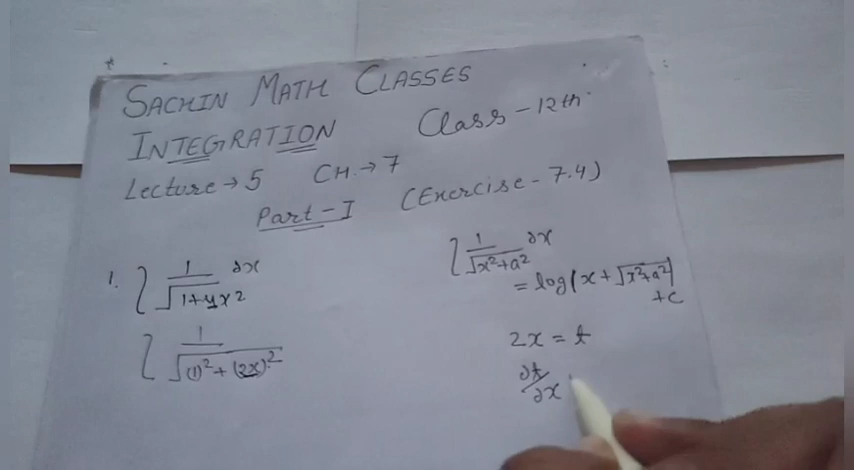 SACHIN MATH CLASSES
INTEGRATION Class - 12th
Lecture → 5 CH. → 7
Part - I (Exercise - 7.4)
1. ∫ 1/√(1+4x²) dx
∫ 1/√((1)² + (2x)²)
∫ 1/√(x²+a²) dx
= log(x + √(x²+a²)
+c
2x = t
dt/dx